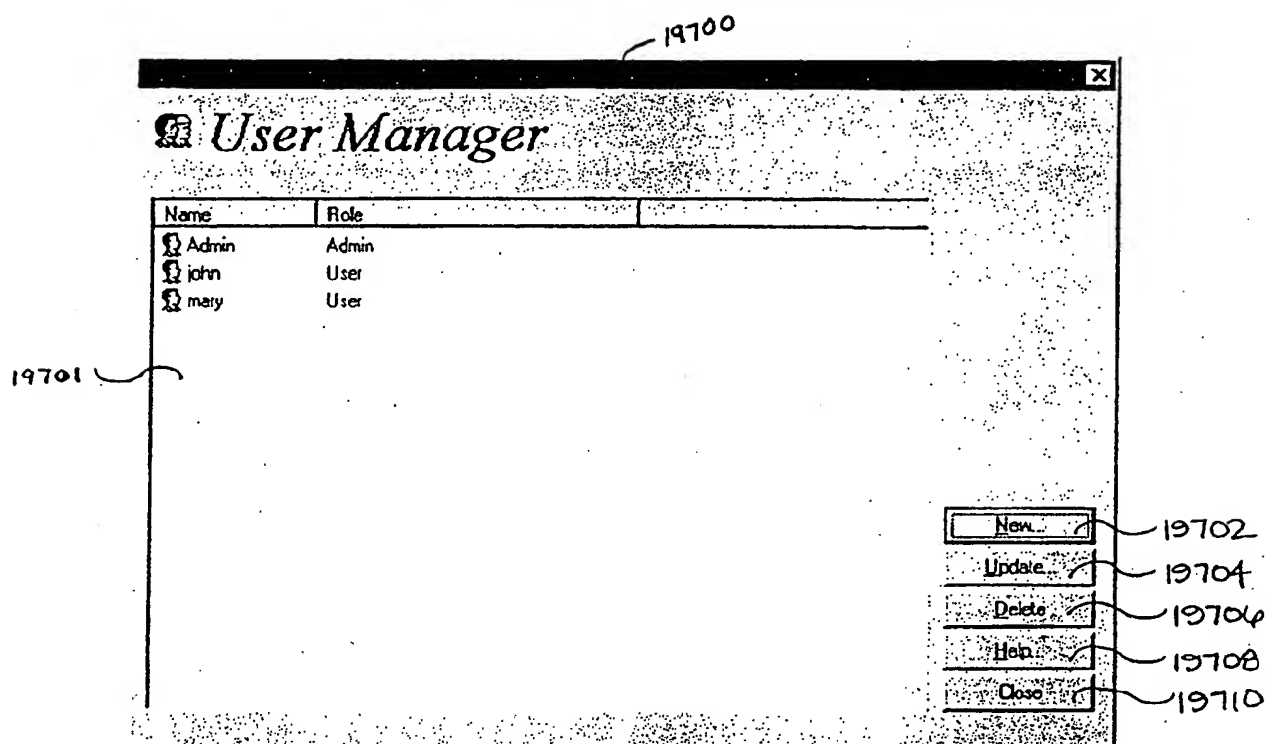 19700
User Manager
Name Role
Admin Admin
john User
mary User
19701
New... 19702
Update... 19704
Delete 19706
Help... 19708
Close 19710